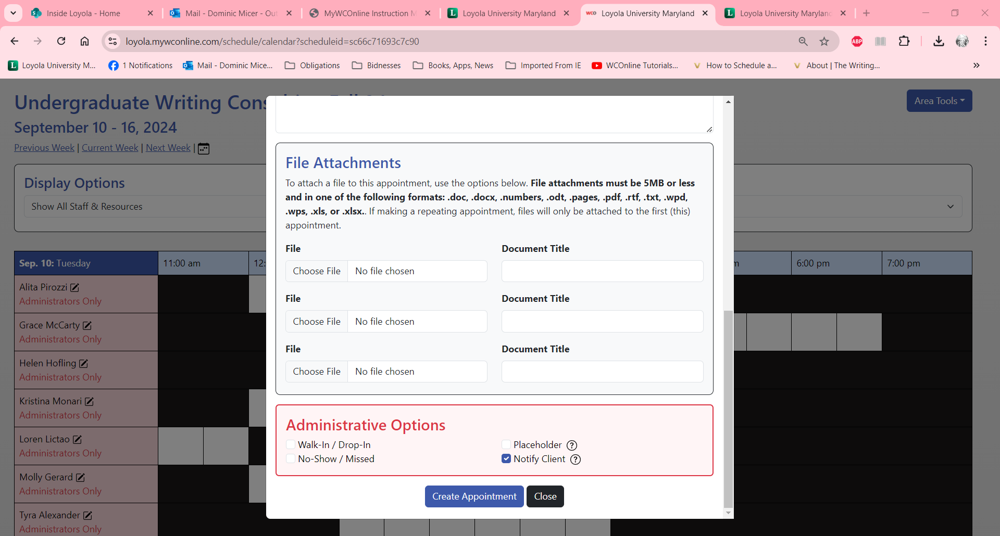 Inside Loyola - Home
Mail - Dominic Micer - Out
MyWCOnline Instruction M
Loyola University Maryland
WCO Loyola University Maryland
Loyola University Maryland
loyola.mywconline.com/schedule/calendar?scheduleid=sc66c71693c7c90
ABP
Loyola University M...
1 Notifications
Mail - Dominic Mice...
Obligations
Bidnesses
Books, Apps, News
Imported From IE
WCOnline Tutorials...
How to Schedule a...
About | The Writing...
Undergraduate Writing Cons
Area Tools
September 10 - 16, 2024
Previous Week | Current Week | Next Week |
Display Options
Show All Staff & Resources
File Attachments
To attach a file to this appointment, use the options below. File attachments must be 5MB or less
and in one of the following formats: .doc, .docx, .numbers, .odt, .pages, .pdf, .rtf, .txt, .wpd,
.wps, .xls, or .xlsx.. If making a repeating appointment, files will only be attached to the first (this)
appointment.
File Document Title
Choose File No file chosen
File Document Title
Choose File No file chosen
File Document Title
Choose File No file chosen
Administrative Options
Walk-In / Drop-In
Placeholder ?
No-Show / Missed
Notify Client ?
Create Appointment Close
Sep. 10: Tuesday 11:00 am 12: m 6:00 pm 7:00 pm
Alita Pirozzi
Administrators Only
Grace McCarty
Administrators Only
Helen Hofling
Administrators Only
Kristina Monari
Administrators Only
Loren Lictao
Administrators Only
Molly Gerard
Administrators Only
Tyra Alexander
Administrators Only